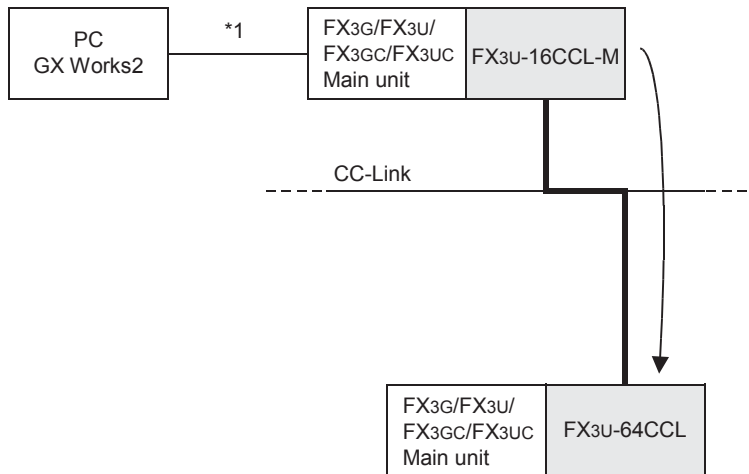 PC
GX Works2
*1
FX3G/FX3U/
FX3GC/FX3UC
Main unit
FX3U-16CCL-M
CC-Link
FX3G/FX3U/
FX3GC/FX3UC
Main unit
FX3U-64CCL